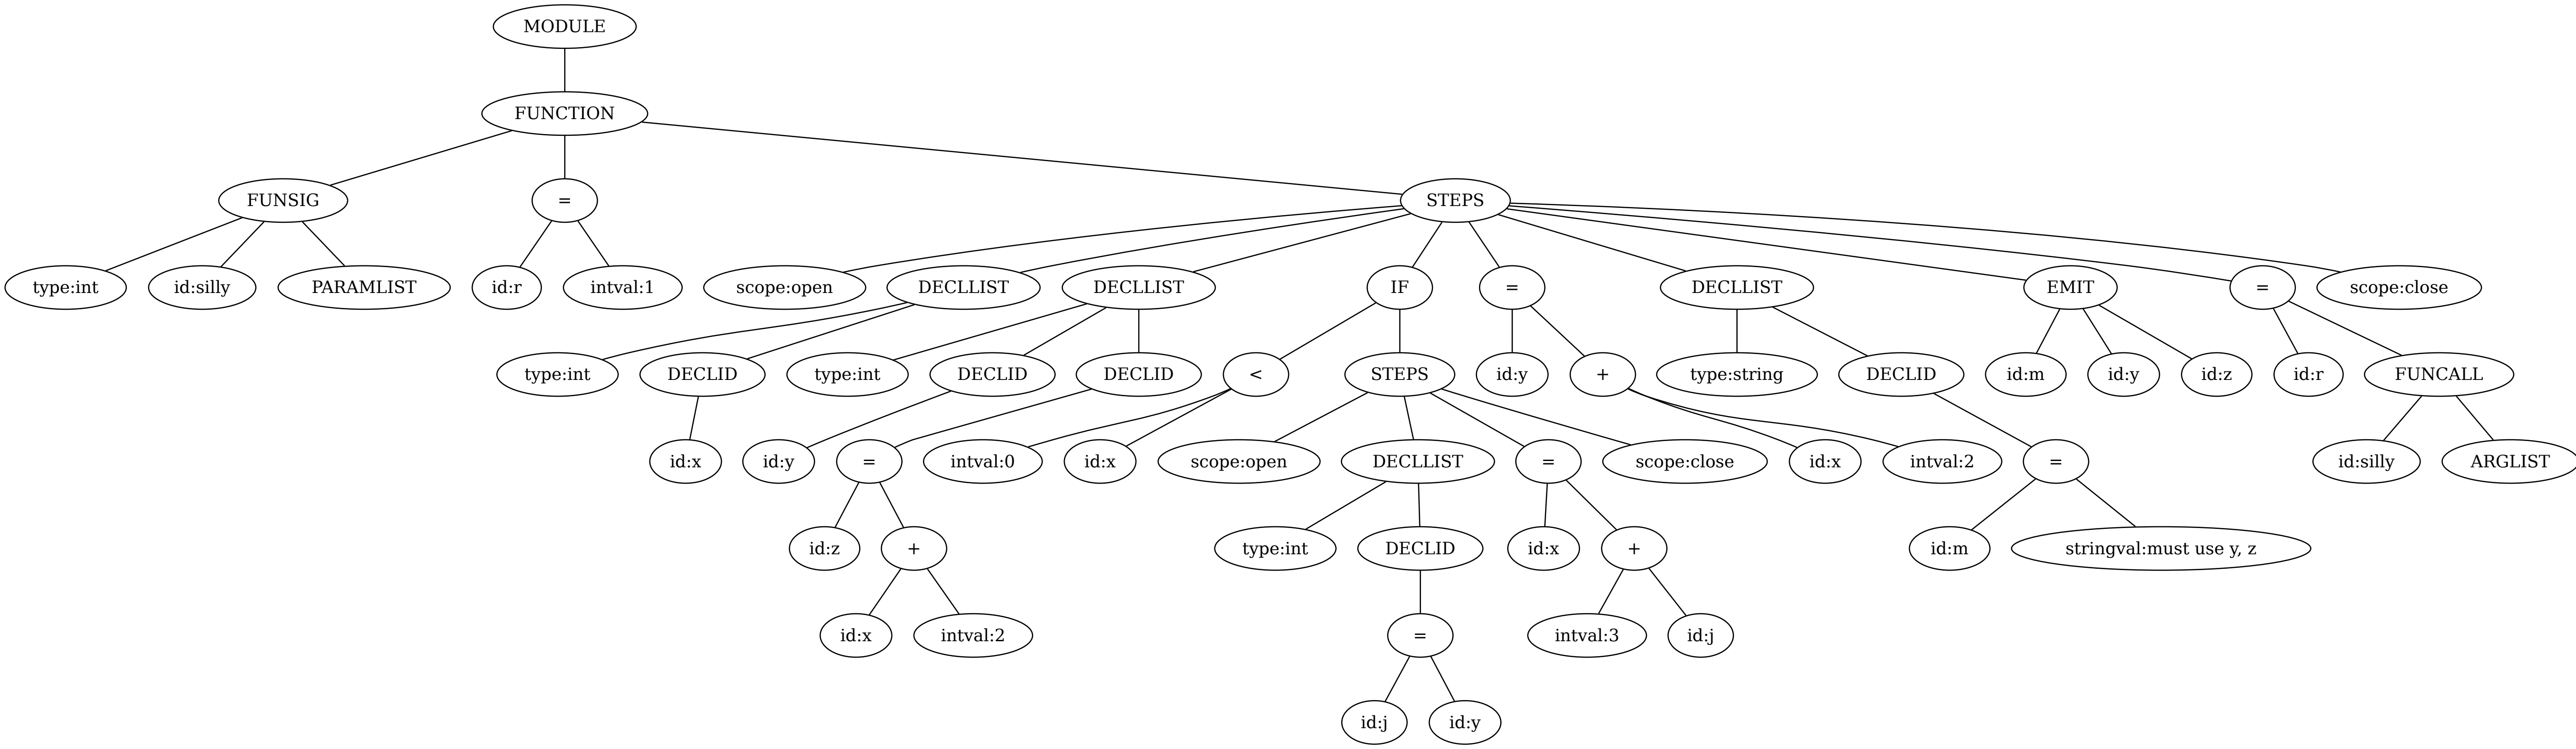 MODULE
FUNCTION
FUNSIG = STEPS
type:int id:silly PARAMLIST id:r intval:1 scope:open DECLLIST DECLLIST IF = DECLLIST EMIT = scope:close
type:int DECLID type:int DECLID DECLID < STEPS id:y + type:string DECLID id:m id:y id:z id:r FUNCALL
id:x id:y = intval:0 id:x scope:open DECLLIST = scope:close id:x intval:2 = id:silly ARGLIST
id:z + type:int DECLID id:x + id:m stringval:must use y, z
id:x intval:2 = intval:3 id:j
id:j id:y